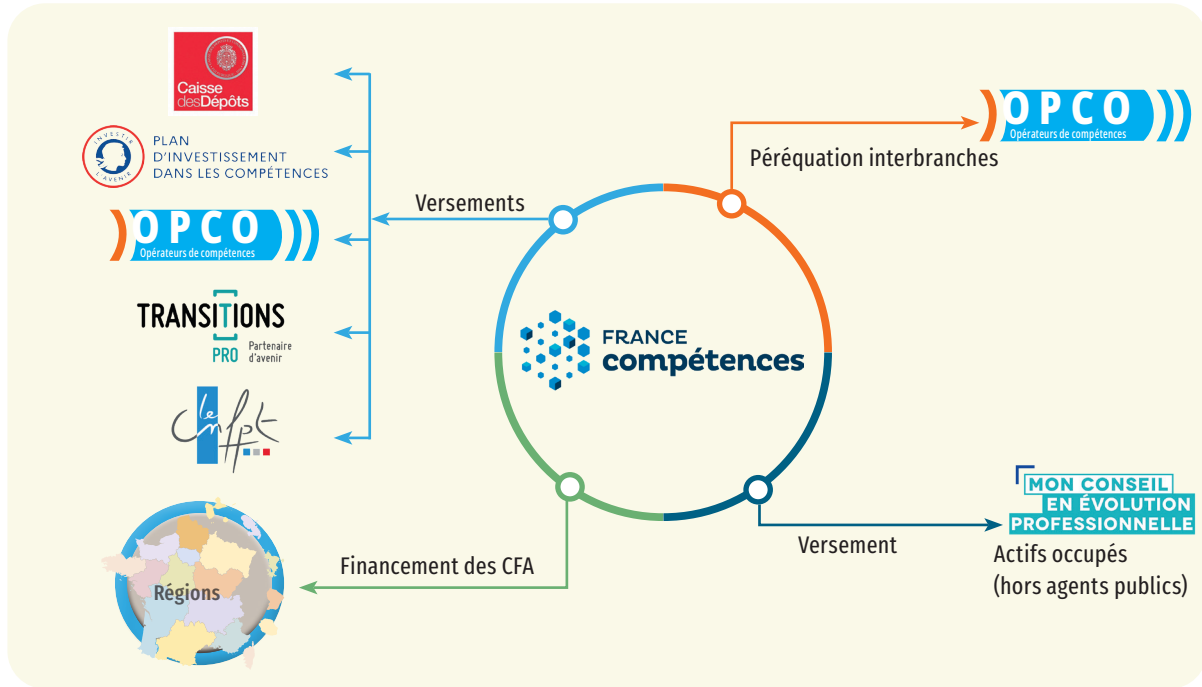 Caisse
desDépôts
INVESTIR
L'AVENIR
PLAN
D'INVESTISSEMENT
DANS LES COMPÉTENCES
OPCO
Opérateurs de compétences
TRANSITIONS
PRO
Partenaire
d'avenir
le
cnfpt
Régions
Versements
Financement des CFA
FRANCE
compétences
Péréquation interbranches
OPCO
Opérateurs de compétences
Versement
MON CONSEIL
EN ÉVOLUTION
PROFESSIONNELLE
Actifs occupés
(hors agents publics)